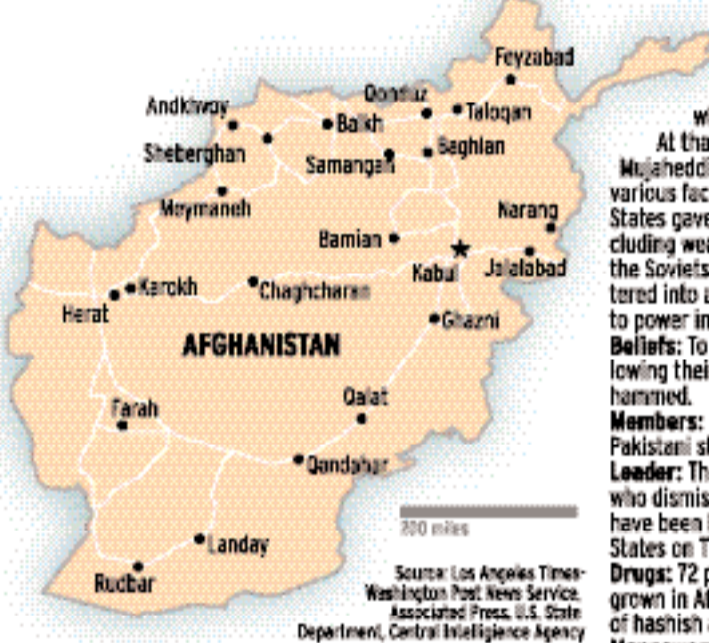 Feyzabad
Qonduz
Andkhvoy
Taloqan
Balkh
Sheberghan
Baghlan
Samangan
Meymaneh
Narang
Bamian
Kabul
Jalalabad
Karokh
Chaghcharan
Herat
Ghazni
AFGHANISTAN
Qalat
Farah
Qandahar
Landay
Rudbar
200 miles
Source: Los Angeles Times-
Washington Post News Service,
Associated Press, U.S. State
Department, Central Intelligience Agency
At tha
Mujaheddi
various fac
States gave
cluding wea
the Soviets
tered into a
to power in
Beliefs: To
lowing thei
hammed.
Members:
Pakistani st
Leader: Th
who dismis
have been
States on T
Drugs: 72 p
grown in Af
of hashish